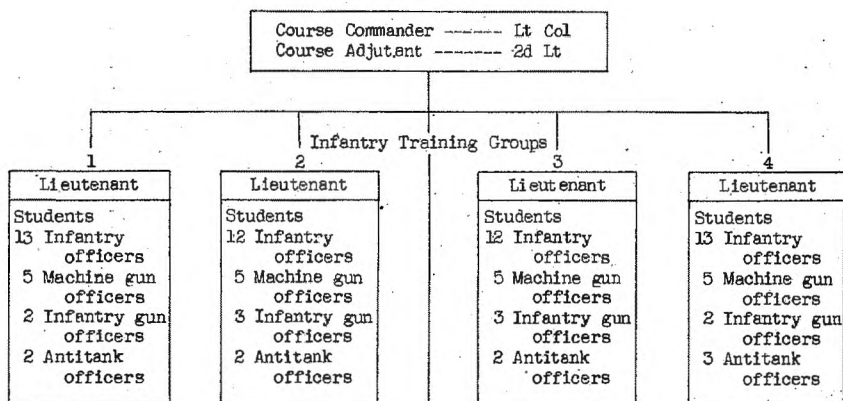 Course Commander ------ Lt Col
Course Adjutant ------- 2d Lt
Infantry Training Groups
1
Lieutenant
Students
13 Infantry
officers
5 Machine gun
officers
2 Infantry gun
officers
2 Antitank
officers
2
Lieutenant
Students
12 Infantry
officers
5 Machine gun
officers
3 Infantry gun
officers
2 Antitank
officers
3
Lieutenant
Students
12 Infantry
officers
5 Machine gun
officers
3 Infantry gun
officers
2 Antitank
officers
4
Lieutenant
Students
13 Infantry
officers
5 Machine gun
officers
2 Infantry gun
officers
3 Antitank
officers